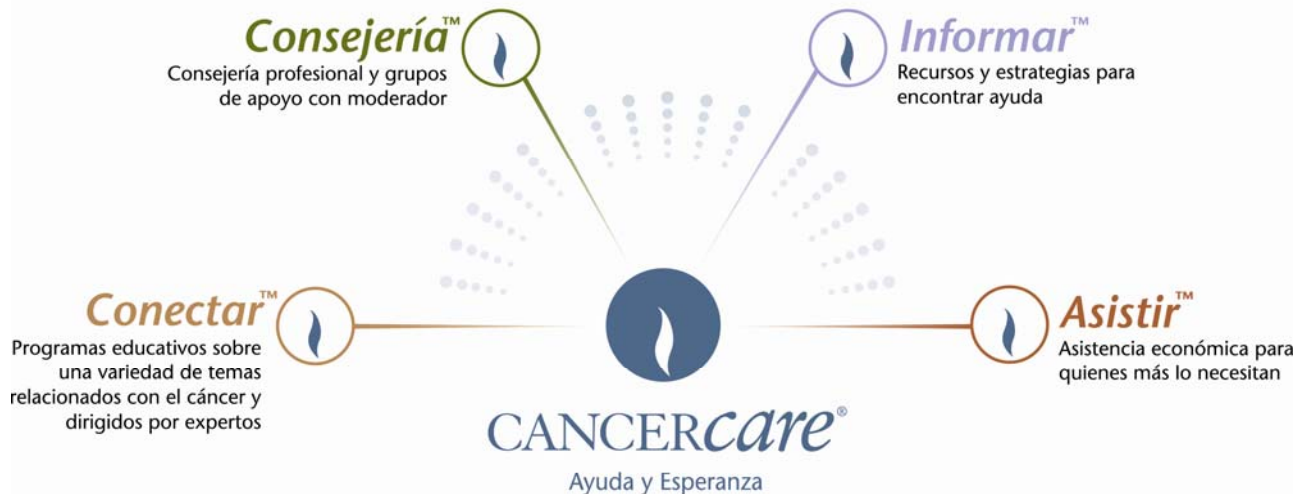 Consejería™
Consejería profesional y grupos
de apoyo con moderador
Informar™
Recursos y estrategias para
encontrar ayuda
Conectar™
Programas educativos sobre
una variedad de temas
relacionados con el cáncer y
dirigidos por expertos
Asistir™
Asistencia económica para
quienes más lo necesitan
CANCERcare®
Ayuda y Esperanza